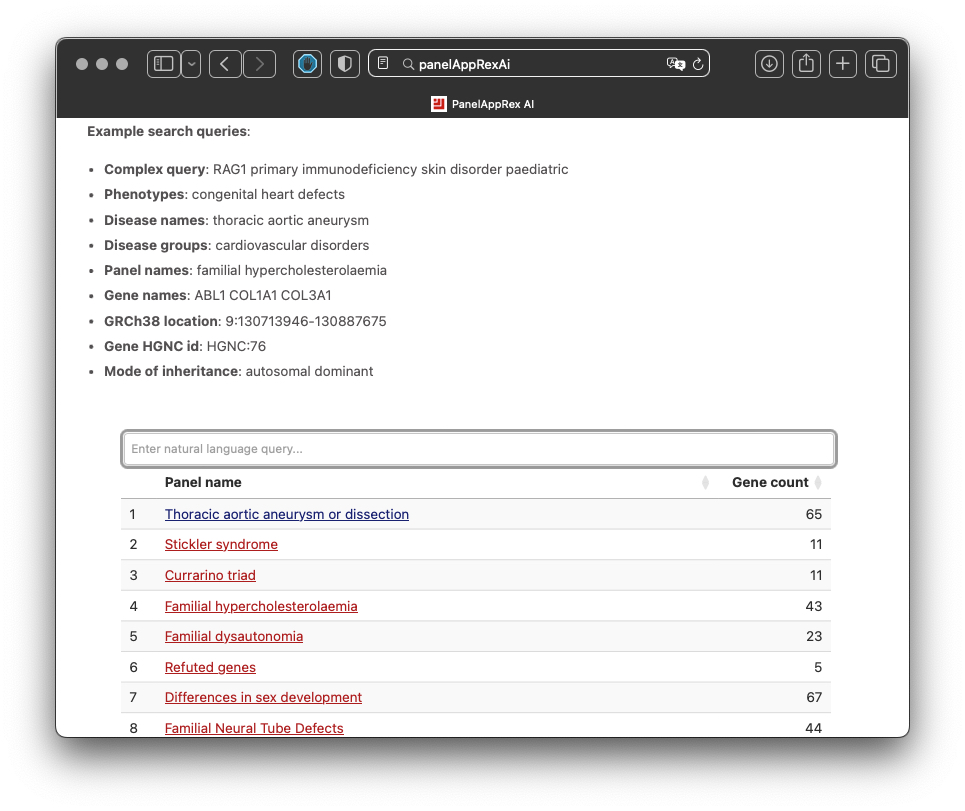 panelAppRexAi
PanelAppRex AI
Example search queries:
• Complex query: RAG1 primary immunodeficiency skin disorder paediatric
• Phenotypes: congenital heart defects
• Disease names: thoracic aortic aneurysm
• Disease groups: cardiovascular disorders
• Panel names: familial hypercholesterolaemia
• Gene names: ABL1 COL1A1 COL3A1
• GRCh38 location: 9:130713946-130887675
• Gene HGNC id: HGNC:76
• Mode of inheritance: autosomal dominant
Enter natural language query...
Panel name Gene count
1 Thoracic aortic aneurysm or dissection 65
2 Stickler syndrome 11
3 Currarino triad 11
4 Familial hypercholesterolaemia 43
5 Familial dysautonomia 23
6 Refuted genes 5
7 Differences in sex development 67
8 Familial Neural Tube Defects 44